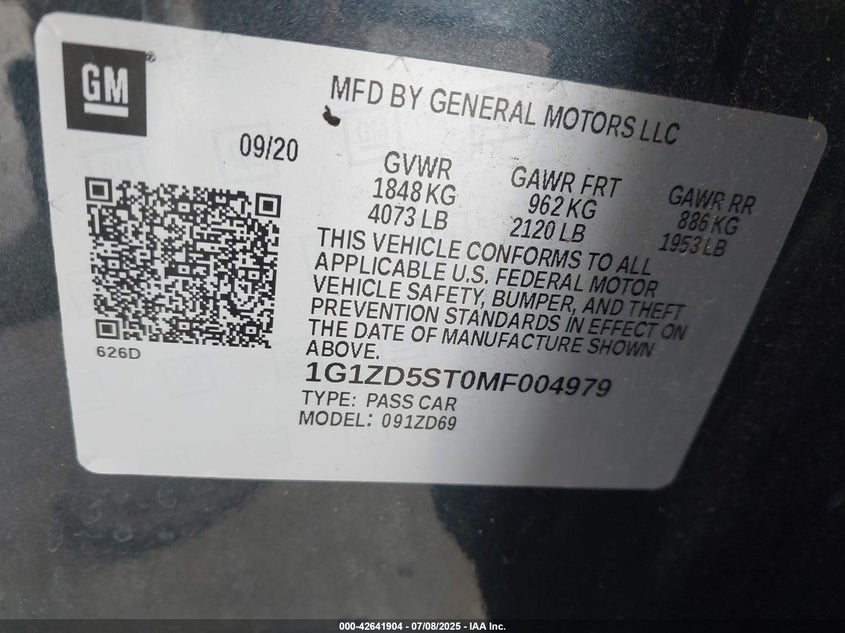 GM
®
MFD BY GENERAL MOTORS LLC
09/20
GVWR
1848 KG
4073 LB
GAWR FRT
962 KG
2120 LB
GAWR RR
886 KG
1953 LB
THIS VEHICLE CONFORMS TO ALL
APPLICABLE U.S. FEDERAL MOTOR
VEHICLE SAFETY, BUMPER, AND THEFT
PREVENTION STANDARDS IN EFFECT ON
THE DATE OF MANUFACTURE SHOWN
ABOVE.
626D
1G1ZD5ST0MF004979
TYPE: PASS CAR
MODEL: 091ZD69
000-42641904 / 07/08/2025 - IAA Inc.